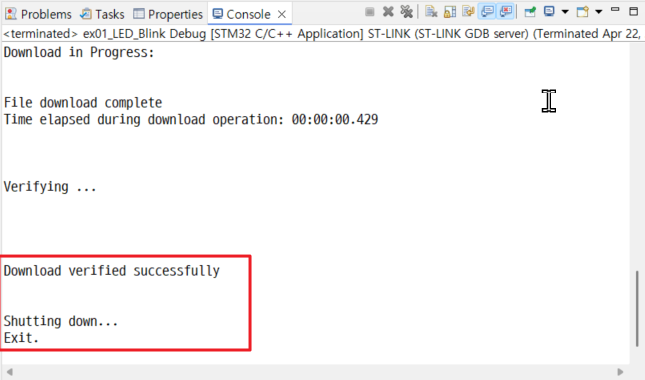 Problems Tasks Properties Console
<terminated> ex01_LED_Blink Debug [STM32 C/C++ Application] ST-LINK (ST-LINK GDB server) (Terminated Apr 22,
Download in Progress:
File download complete
Time elapsed during download operation: 00:00:00.429
Verifying ...
Download verified successfully
Shutting down...
Exit.